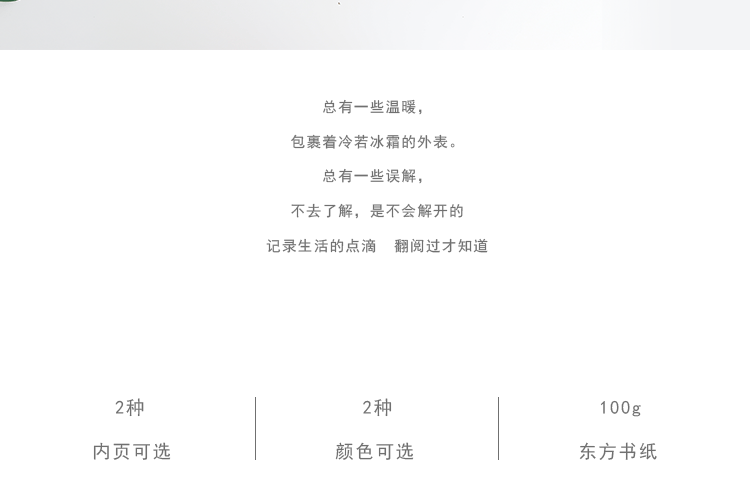 总有一些温暖，
包裹着冷若冰霜的外表。
总有一些误解，
不去了解，是不会解开的
记录生活的点滴　翻阅过才知道
2种
内页可选
2种
颜色可选
100g
东方书纸